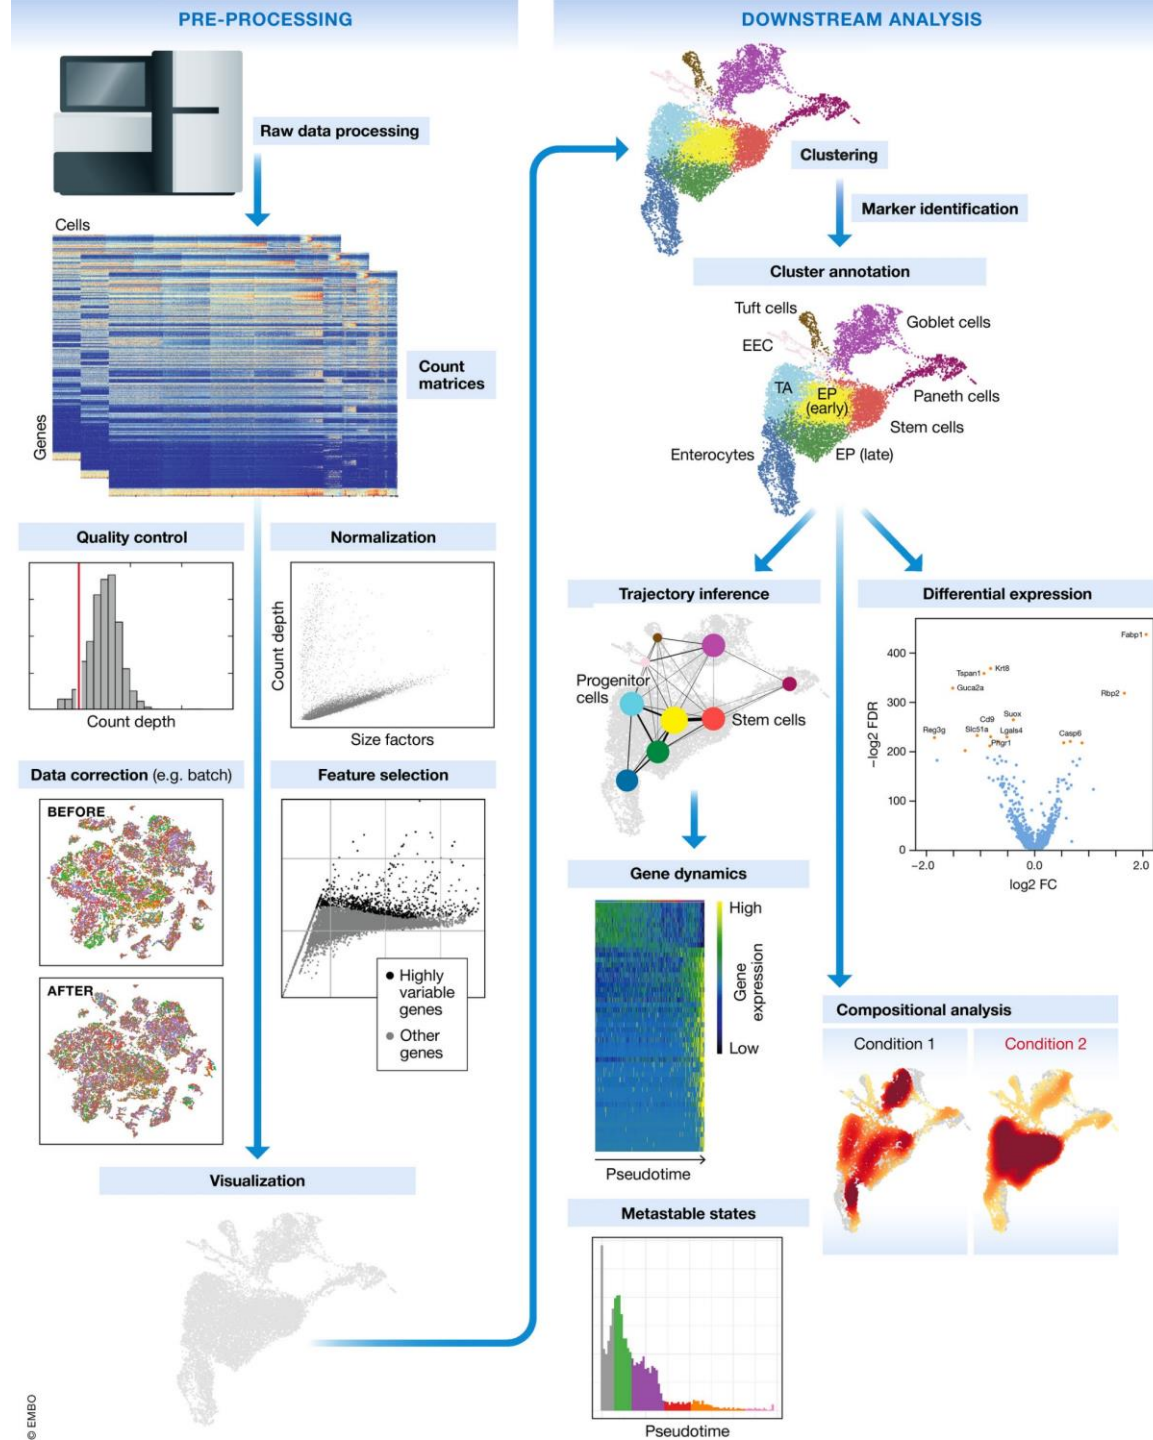 PRE-PROCESSING
Raw data processing
Cells
Genes
Count
matrices
Quality control
Count depth
Normalization
Count depth
Size factors
Data correction (e.g. batch)
BEFORE
AFTER
Feature selection
Highly
variable
genes
Other
genes
Visualization
© EMBO
DOWNSTREAM ANALYSIS
Clustering
Marker identification
Cluster annotation
Tuft cells
Goblet cells
EEC
TA
EP
(early)
Paneth cells
Stem cells
Enterocytes
EP (late)
Trajectory inference
Progenitor
cells
Stem cells
Gene dynamics
High
Gene
expression
Low
Pseudotime
Metastable states
Pseudotime
Differential expression
−log2 FDR
400
300
200
100
0
Fabp1
Krt8
Tspan1
Guca2a
Rbp2
Suox
Cd9
Reg3g
Slc51a
Lgals4
Casp6
Phgr1
−2.0
0.0
2.0
log2 FC
Compositional analysis
Condition 1
Condition 2